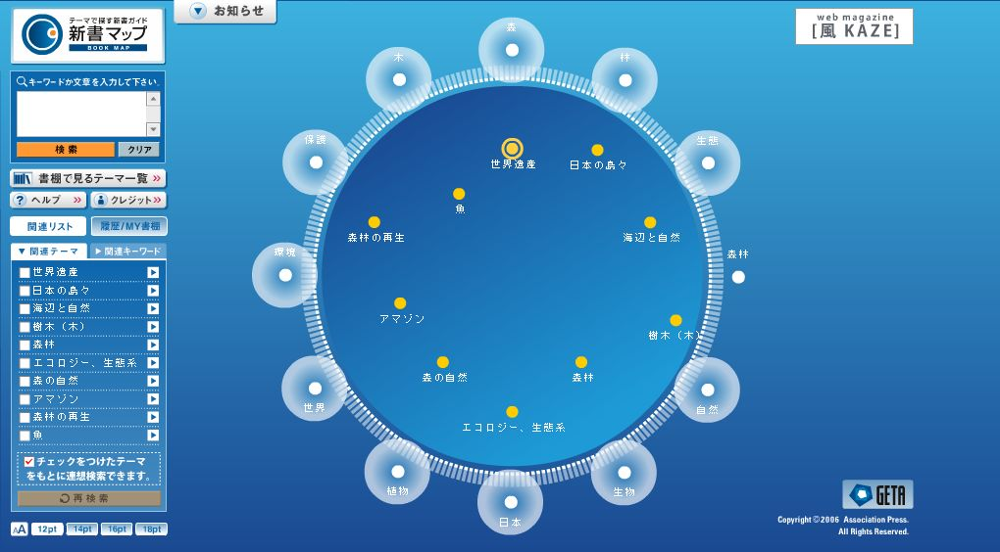 お知らせ
テーマで探す新書ガイド
新書マップ
BOOK MAP
キーワードか文章を入力して下さい。
検索
クリア
書棚で見るテーマ一覧
ヘルプ
クレジット
関連リスト
履歴/MY書棚
▼関連テーマ
▶関連キーワード
世界遺産
日本の島々
海辺と自然
樹木（木）
森林
エコロジー、生態系
森の自然
アマゾン
森林の再生
魚
チェックをつけたテーマ
をもとに連想検索できます。
再検索
AA
12pt
14pt
16pt
18pt
web magazine
[風 KAZE]
森
木
林
保護
生態
環境
森林
世界
自然
植物
生物
日本
世界遺産
日本の島々
魚
森林の再生
海辺と自然
アマゾン
樹木（木）
森の自然
森林
エコロジー、生態系
GETA
Copyright ©2006 Association Press.
All Rights Reserved.